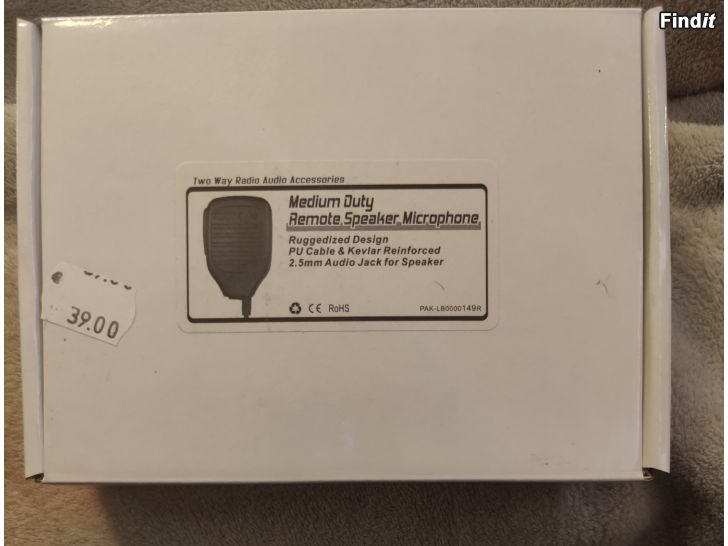 Findit
Two Way Radio Audio Accessories
Medium Duty
Remote Speaker Microphone
Ruggedized Design
PU Cable & Kevlar Reinforced
2.5mm Audio Jack for Speaker
CE RoHS
PAK-LB0000149R
39.00